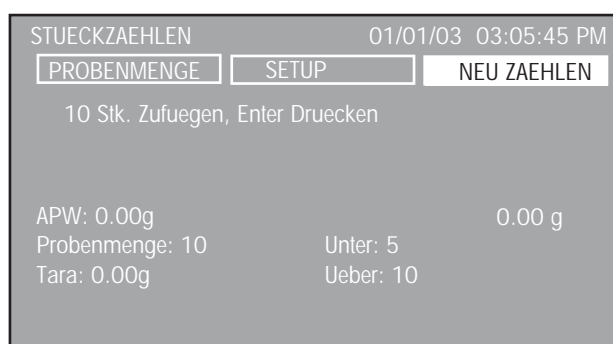 STUECKZAEHLEN 01/01/03 03:05:45 PM
PROBENMENGE SETUP NEU ZAEHLEN
10 Stk. Zufuegen, Enter Druecken
APW: 0.00g 0.00 g
Probenmenge: 10 Unter: 5
Tara: 0.00g Ueber: 10